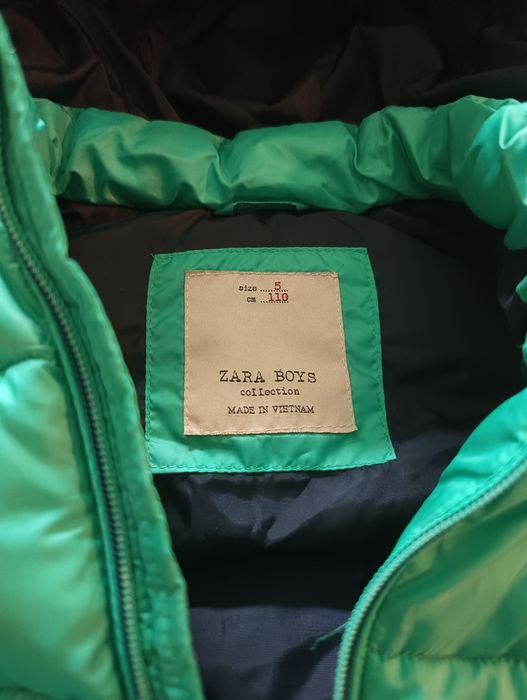 size ..... 5
cm ..... 110
ZARA BOYS
collection
MADE IN VIETNAM